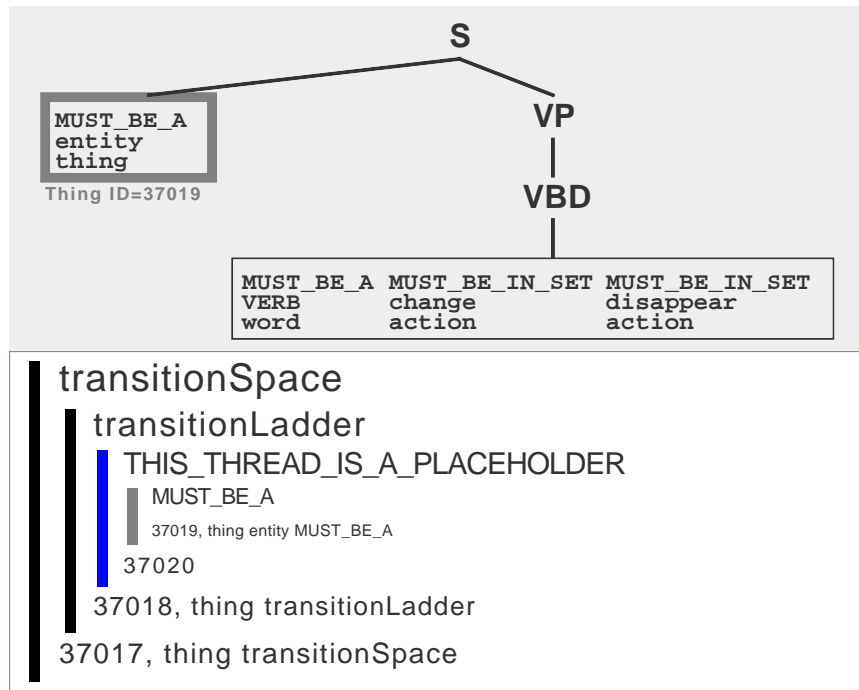 S
MUST_BE_A
entity
thing
Thing ID=37019
VP
VBD
MUST_BE_A MUST_BE_IN_SET MUST_BE_IN_SET
VERB change disappear
word action action
transitionSpace
transitionLadder
THIS_THREAD_IS_A_PLACEHOLDER
MUST_BE_A
37019, thing entity MUST_BE_A
37020
37018, thing transitionLadder
37017, thing transitionSpace